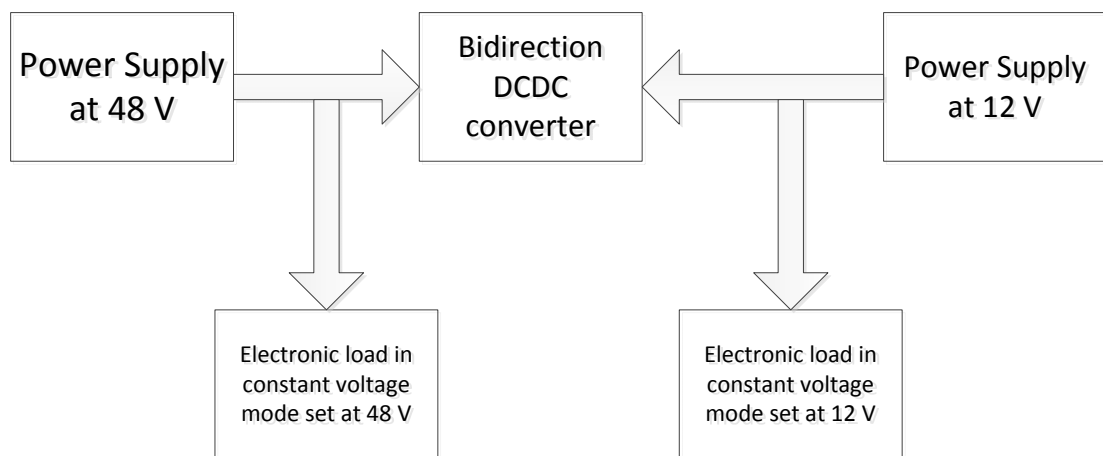 Power Supply
at 48 V
Bidirection
DCDC
converter
Power Supply
at 12 V
Electronic load in
constant voltage
mode set at 48 V
Electronic load in
constant voltage
mode set at 12 V